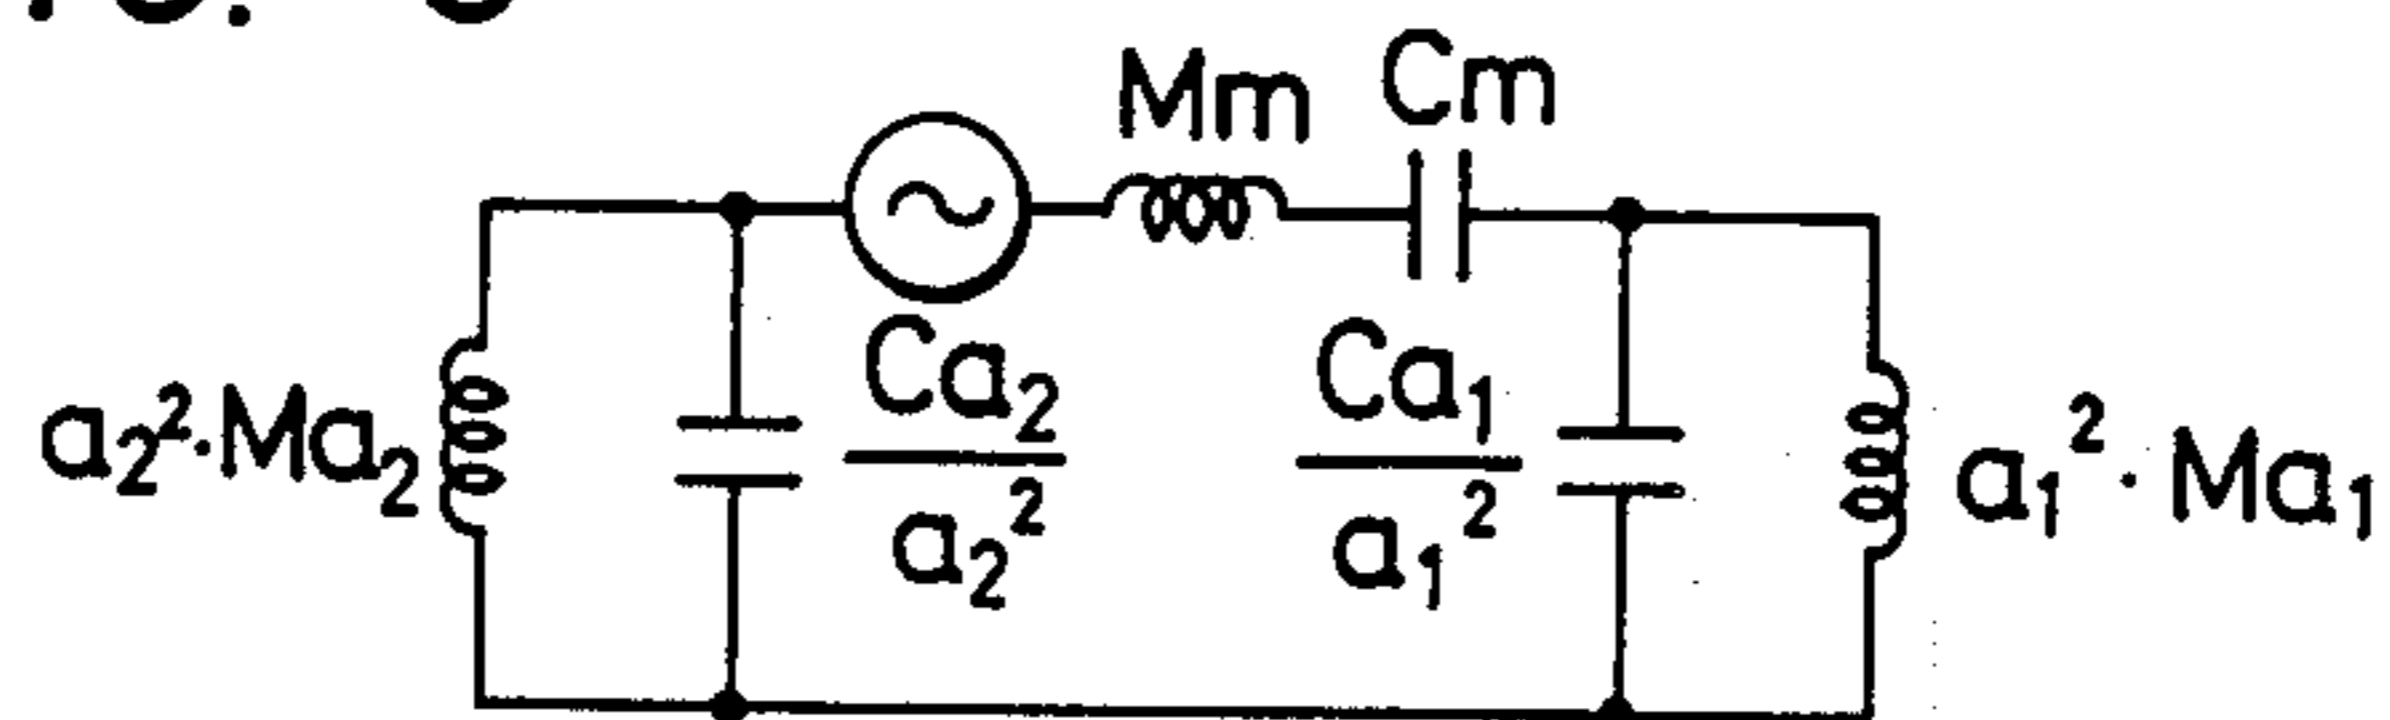 Mm
Cm
a₂²·Ma₂
Ca₂
a₂²
Ca₁
a₁²
a₁²·Ma₁